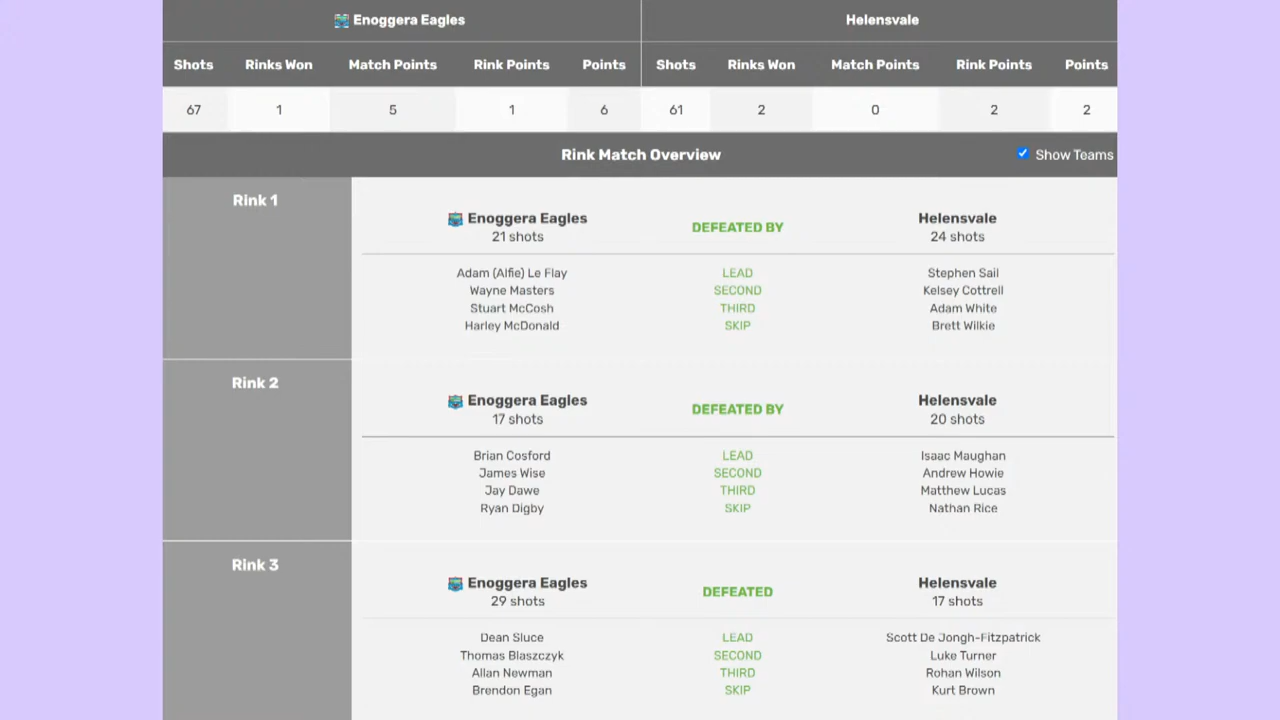 Enoggera Eagles Helensvale
Shots Rinks Won Match Points Rink Points Points Shots Rinks Won Match Points Rink Points Points
67 1 5 1 6 61 2 0 2 2
Rink Match Overview Show Teams
Rink 1
Enoggera Eagles DEFEATED BY Helensvale
21 shots 24 shots
Adam (Alfie) Le Flay LEAD Stephen Sail
Wayne Masters SECOND Kelsey Cottrell
Stuart McCosh THIRD Adam White
Harley McDonald SKIP Brett Wilkie
Rink 2
Enoggera Eagles DEFEATED BY Helensvale
17 shots 20 shots
Brian Cosford LEAD Isaac Maughan
James Wise SECOND Andrew Howie
Jay Dawe THIRD Matthew Lucas
Ryan Digby SKIP Nathan Rice
Rink 3
Enoggera Eagles DEFEATED Helensvale
29 shots 17 shots
Dean Sluce LEAD Scott De Jongh-Fitzpatrick
Thomas Blaszczyk SECOND Luke Turner
Allan Newman THIRD Rohan Wilson
Brendon Egan SKIP Kurt Brown